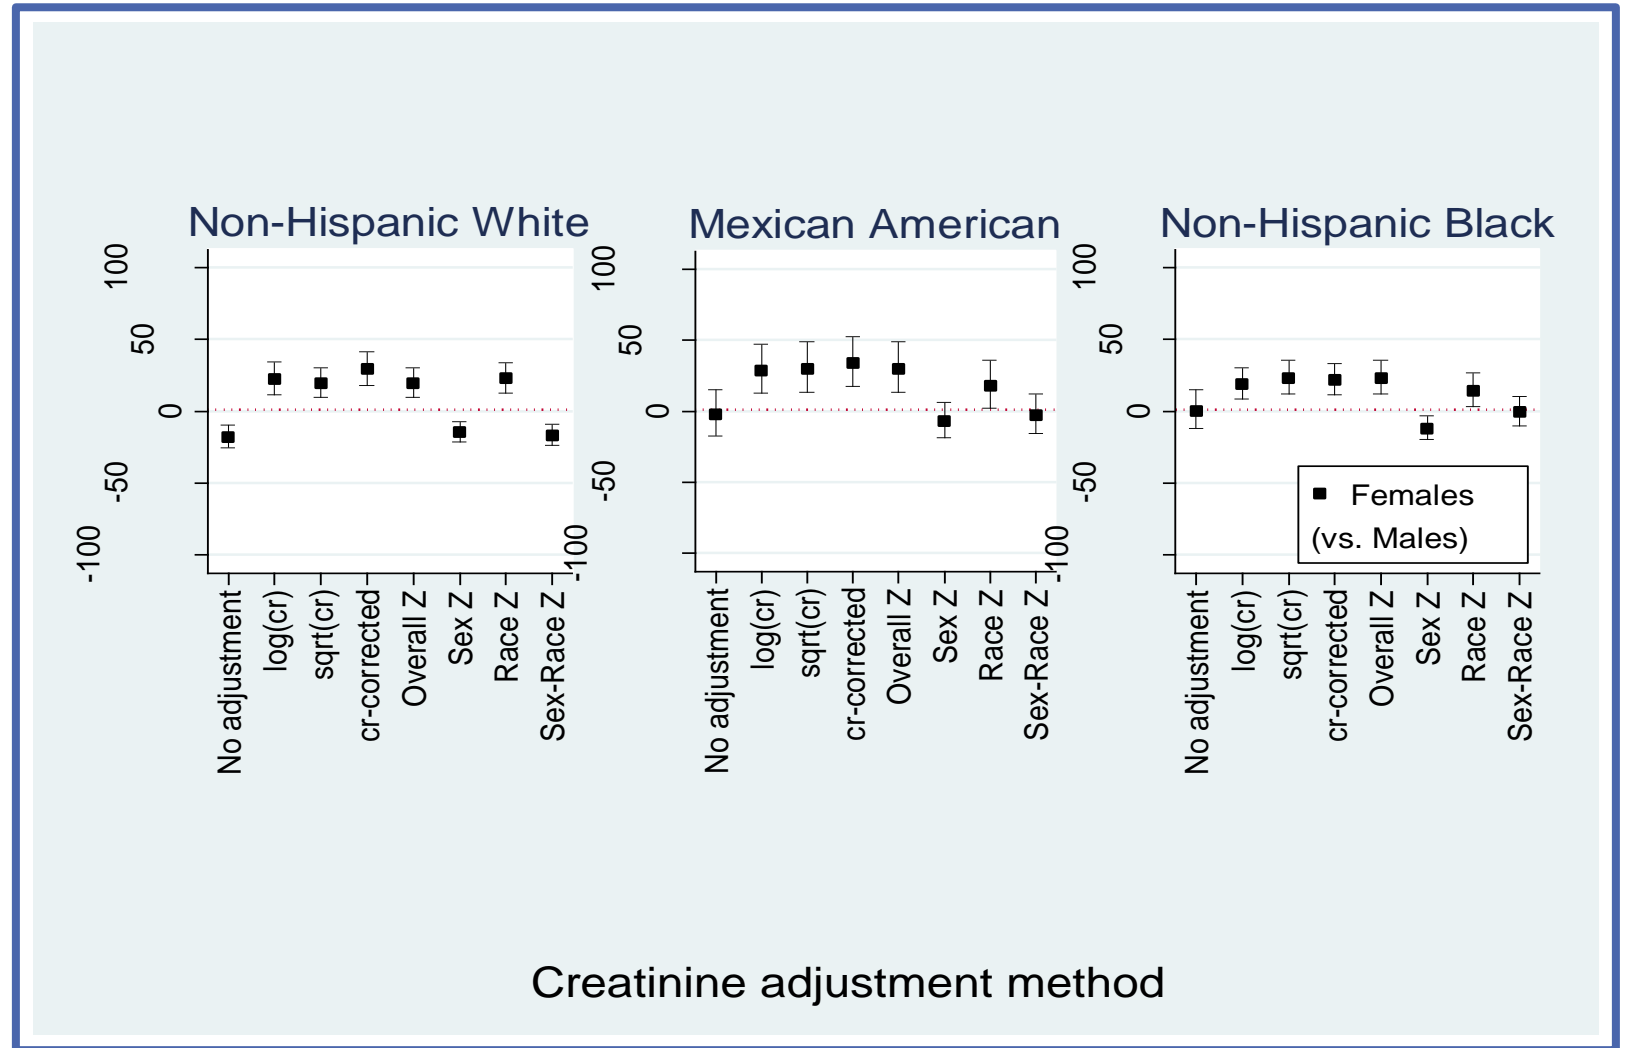 Non-Hispanic White
100
50
0
-50
-100
No adjustment
log(cr)
sqrt(cr)
cr-corrected
Overall Z
Sex Z
Race Z
Sex-Race Z
Mexican American
100
50
0
-50
-100
No adjustment
log(cr)
sqrt(cr)
cr-corrected
Overall Z
Sex Z
Race Z
Sex-Race Z
Non-Hispanic Black
100
50
0
-50
-100
Females
(vs. Males)
No adjustment
log(cr)
sqrt(cr)
cr-corrected
Overall Z
Sex Z
Race Z
Sex-Race Z
Creatinine adjustment method